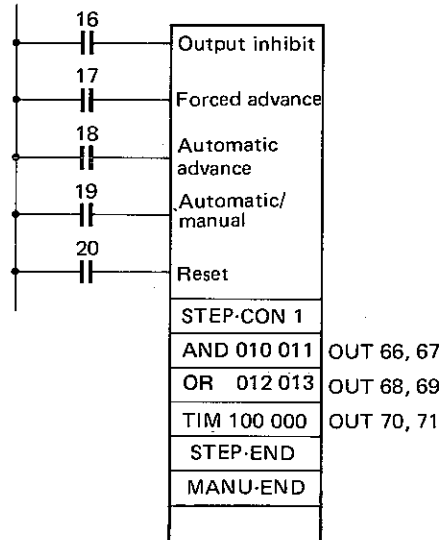 16
Output inhibit
17
Forced advance
18
Automatic
advance
19
Automatic/
manual
20
Reset
STEP·CON 1
AND 010 011 OUT 66, 67
OR 012 013 OUT 68, 69
TIM 100 000 OUT 70, 71
STEP·END
MANU·END